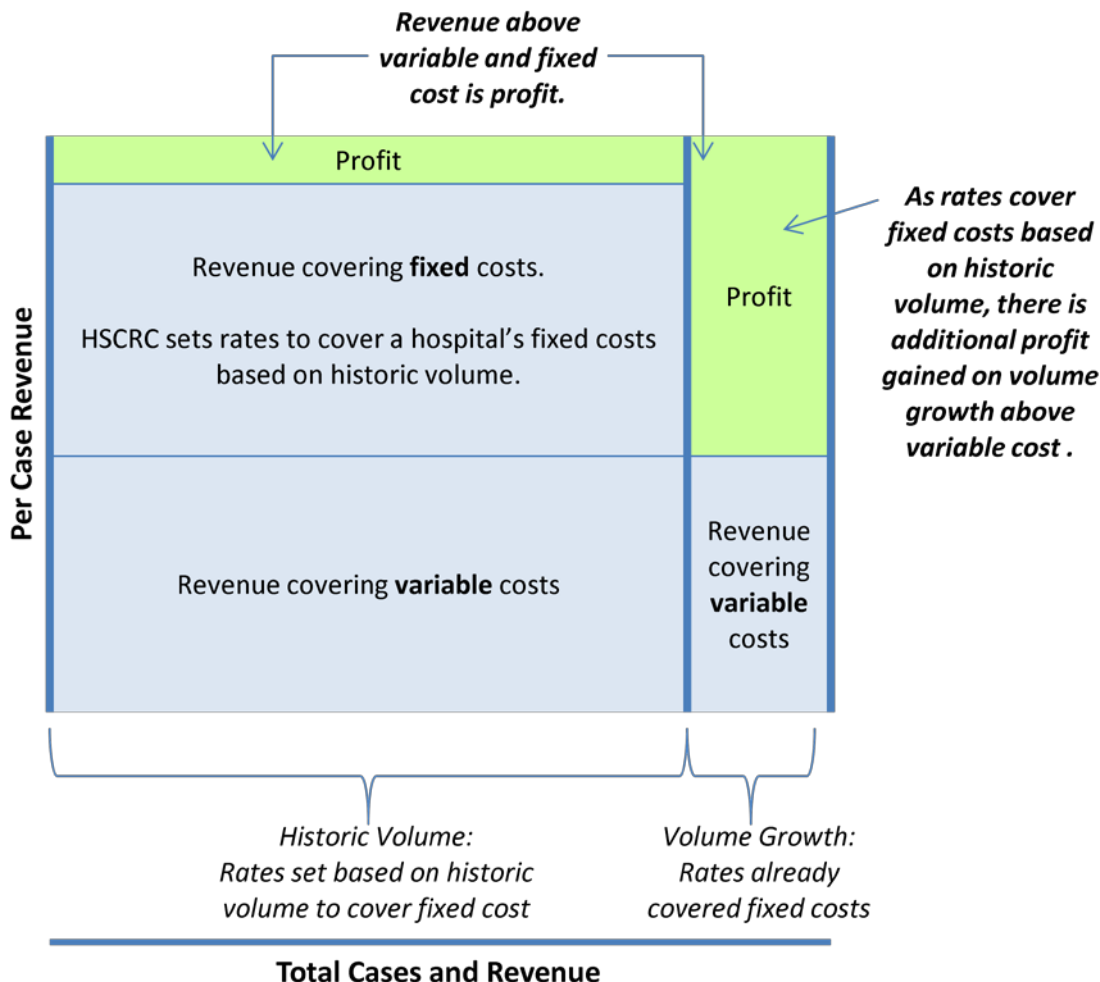 Revenue above
variable and fixed
cost is profit.
Profit
Revenue covering fixed costs.
HSCRC sets rates to cover a hospital’s fixed costs
based on historic volume.
Profit
As rates cover
fixed costs based
on historic
volume, there is
additional profit
gained on volume
growth above
variable cost .
Per Case Revenue
Revenue covering variable costs
Revenue
covering
variable
costs
Historic Volume:
Rates set based on historic
volume to cover fixed cost
Volume Growth:
Rates already
covered fixed costs
Total Cases and Revenue